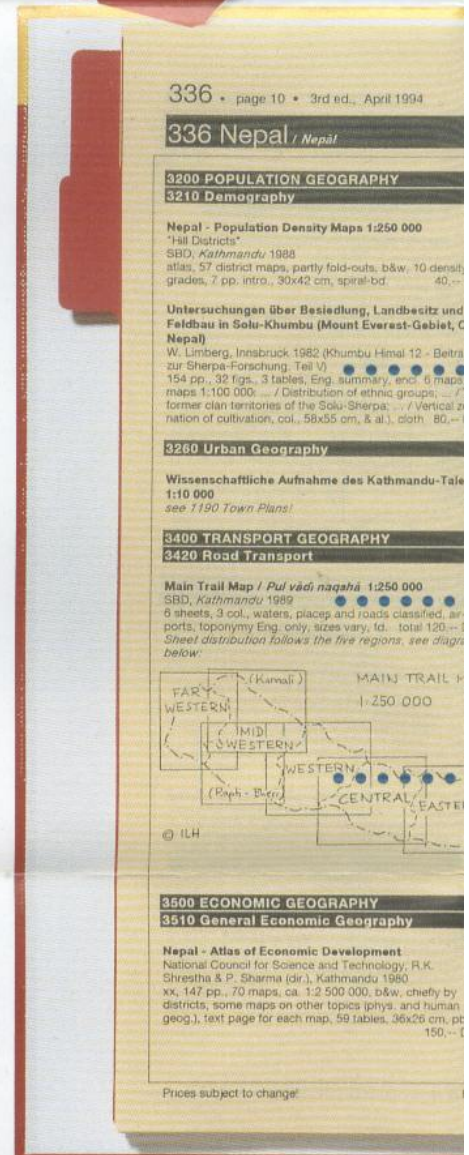 336 • page 10 • 3rd ed., April 1994
336 Nepal / Nepāl
3200 POPULATION GEOGRAPHY
3210 Demography
Nepal - Population Density Maps 1:250 000
"Hill Districts"
SBD, Kathmandu 1988
atlas, 57 district maps, partly fold-outs, b&w, 10 density
grades, 7 pp. intro., 30x42 cm, spiral-bd. 40,--
Untersuchungen über Besiedlung, Landbesitz und
Feldbau in Solu-Khumbu (Mount Everest-Gebiet, O
Nepal)
W. Limberg, Innsbruck 1982 (Khumbu Himal 12 - Beitra
zur Sherpa-Forschung, Teil V)
154 pp., 32 figs., 3 tables, Eng. summary, encl. 6 maps
maps 1:100 000: ... / Distribution of ethnic groups; ... / T
former clan territories of the Solu-Sherpa; ... / Vertical zo
nation of cultivation, col., 58x55 cm, & al.), cloth 80,--
3260 Urban Geography
Wissenschaftliche Aufnahme des Kathmandu-Tale
1:10 000
see 1190 Town Plans!
3400 TRANSPORT GEOGRAPHY
3420 Road Transport
Main Trail Map / Pul vādi naqahā 1:250 000
SBD, Kathmandu 1989
6 sheets, 3 col., waters, places and roads classified, air
ports, toponymy Eng. only, sizes vary, fd. total 120,--
Sheet distribution follows the five regions, see diagra
below:
(Karnali) MAIN TRAIL M
FAR WESTERN 1:250 000
MID WESTERN
WESTERN
(Rapti - Bheri) CENTRAL EASTER
© ILH
3500 ECONOMIC GEOGRAPHY
3510 General Economic Geography
Nepal - Atlas of Economic Development
National Council for Science and Technology, R.K.
Shrestha & P. Sharma (dir.), Kathmandu 1980
xx, 147 pp., 70 maps, ca. 1:2 500 000, b&w, chiefly by
districts, some maps on other topics (phys. and human
geog.), text page for each map, 59 tables, 36x26 cm, pb
150,--
Prices subject to change!